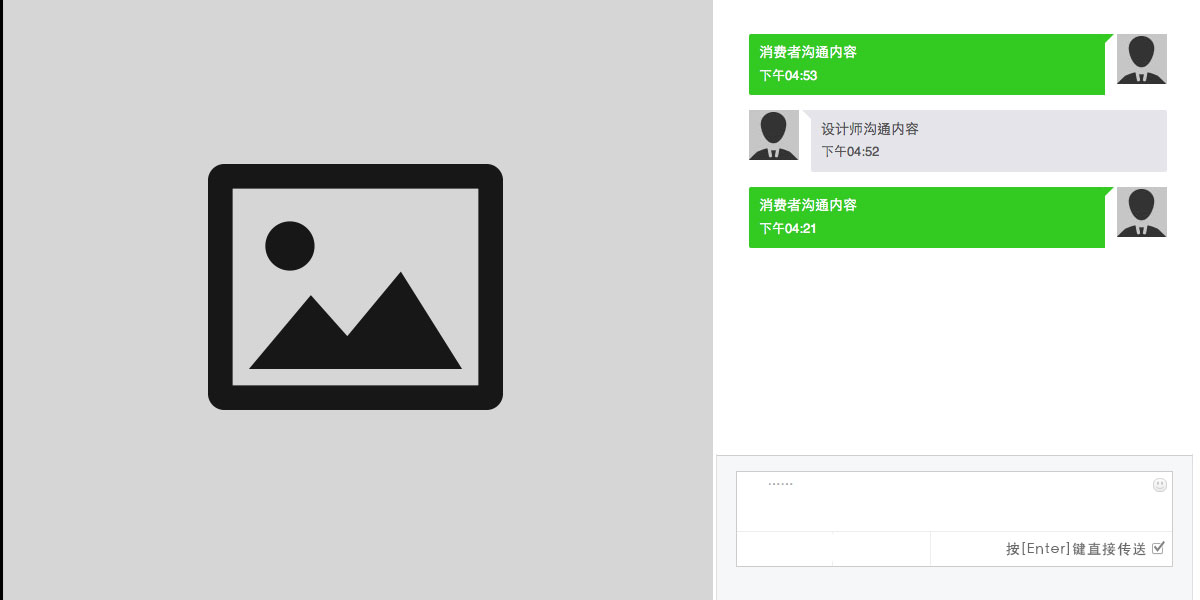 消费者沟通内容
下午04:53
设计师沟通内容
下午04:52
消费者沟通内容
下午04:21
······
按[Enter]键直接传送